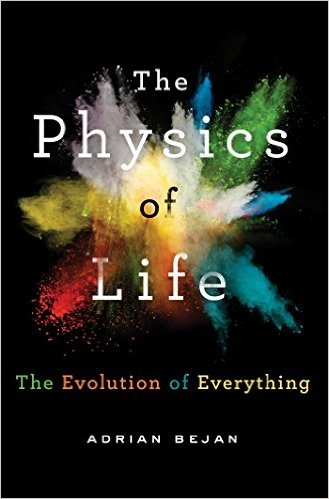 The
Physics
of
Life
The Evolution of Everything
ADRIAN BEJAN